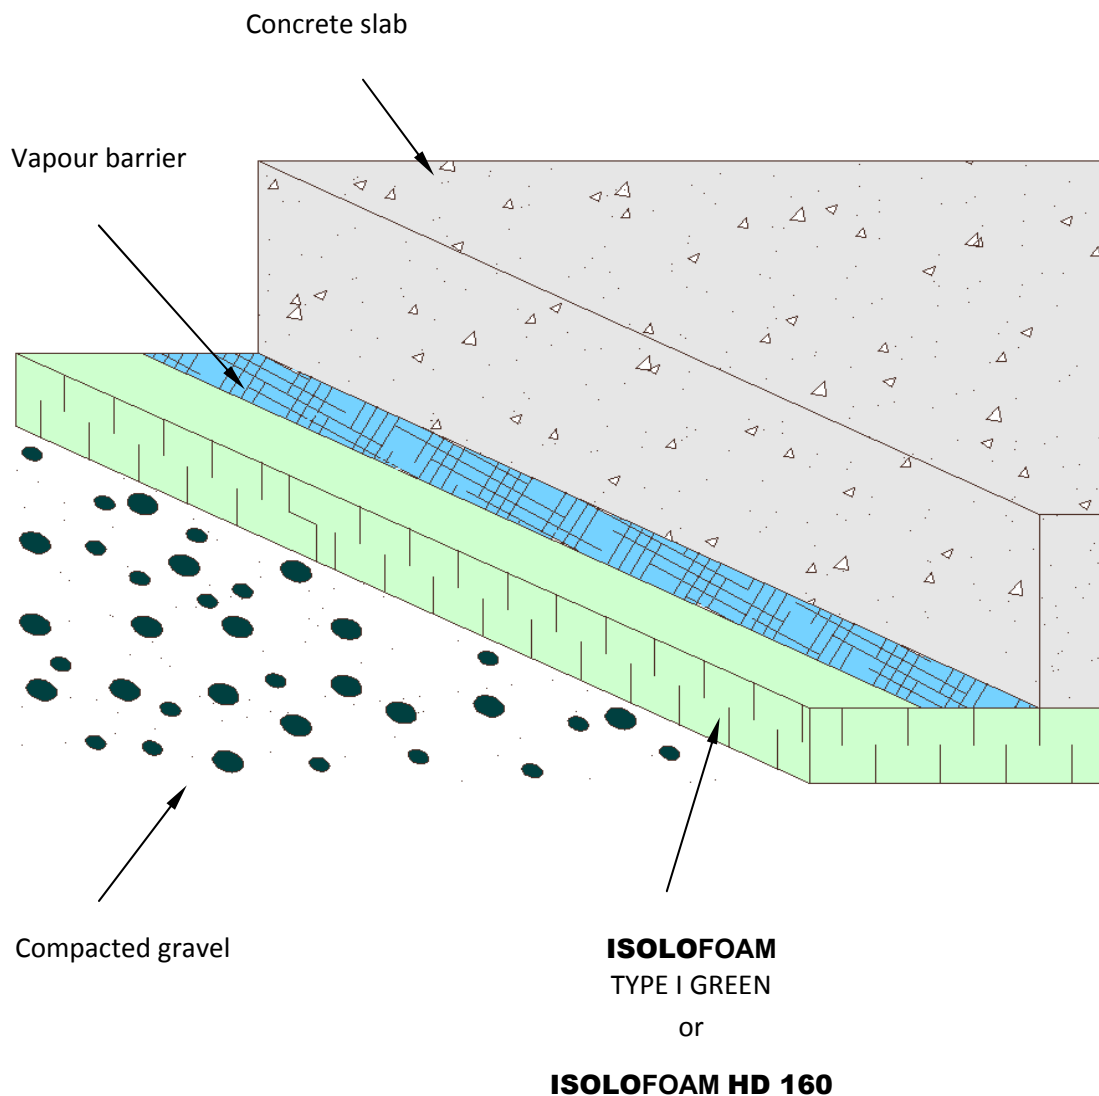 Concrete slab
Vapour barrier
Compacted gravel
ISOLOFOAM
TYPE I GREEN
or
ISOLOFOAM HD 160